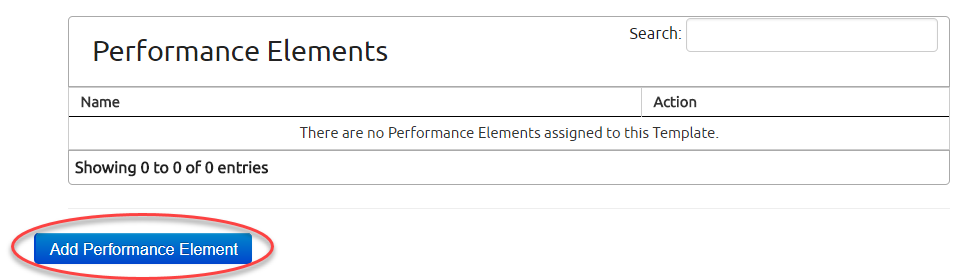 Search:
Performance Elements
Name Action
There are no Performance Elements assigned to this Template.
Showing 0 to 0 of 0 entries
Add Performance Element